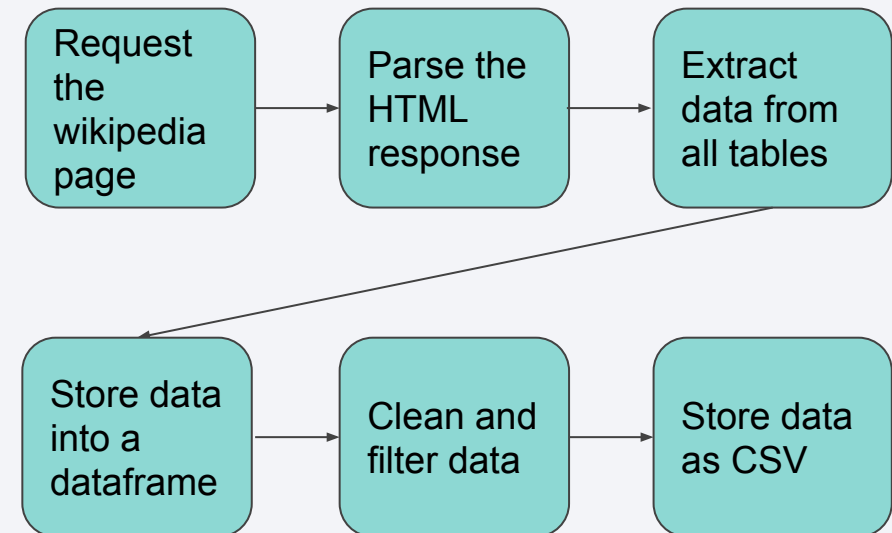 Request
the
wikipedia
page
Parse the
HTML
response
Extract
data from
all tables
Store data
into a
dataframe
Clean and
filter data
Store data
as CSV